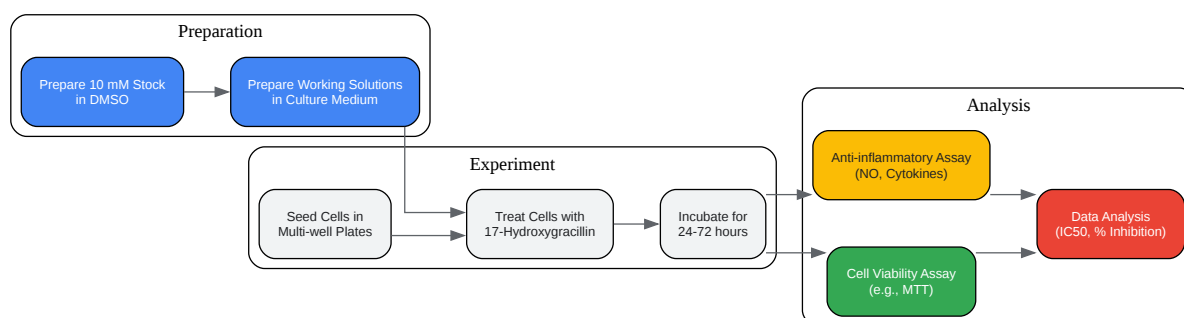 Preparation
Prepare 10 mM Stock
in DMSO
Prepare Working Solutions
in Culture Medium
Experiment
Seed Cells in
Multi-well Plates
Treat Cells with
17-Hydroxygracillin
Incubate for
24-72 hours
Analysis
Anti-inflammatory Assay
(NO, Cytokines)
Cell Viability Assay
(e.g., MTT)
Data Analysis
(IC50, % Inhibition)